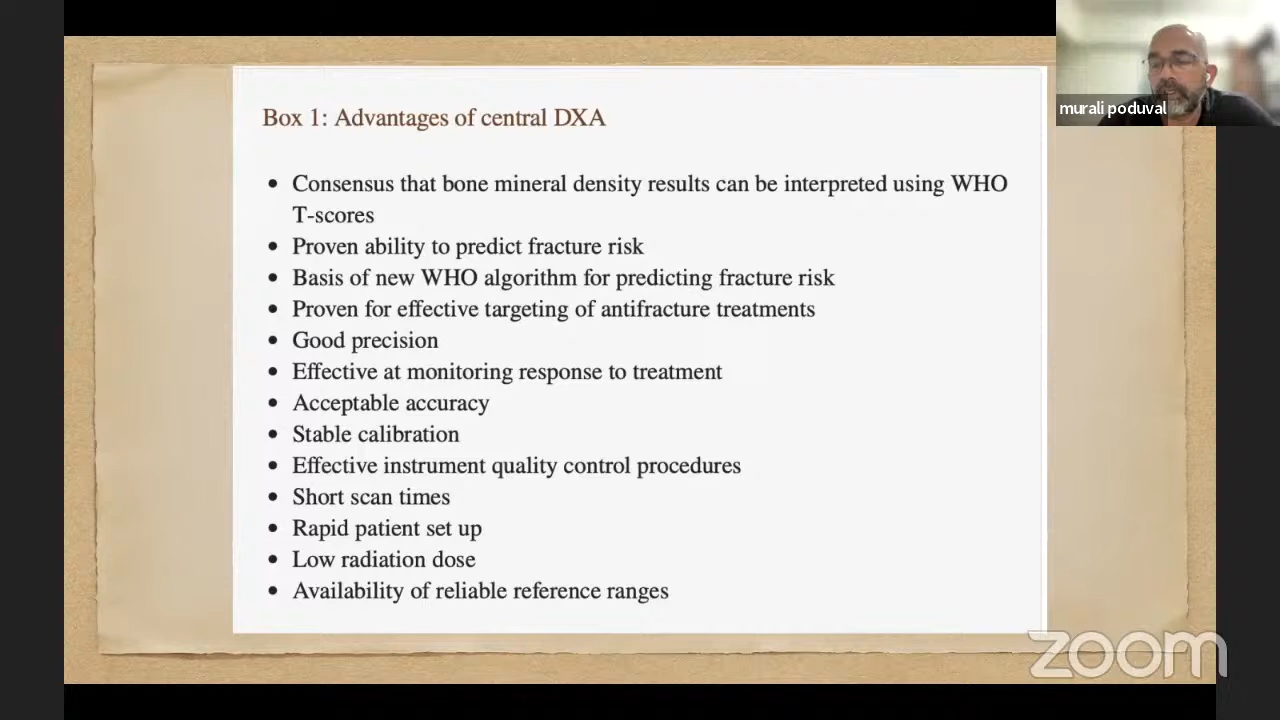 murali poduval
Box 1: Advantages of central DXA
• Consensus that bone mineral density results can be interpreted using WHO
T-scores
• Proven ability to predict fracture risk
• Basis of new WHO algorithm for predicting fracture risk
• Proven for effective targeting of antifracture treatments
• Good precision
• Effective at monitoring response to treatment
• Acceptable accuracy
• Stable calibration
• Effective instrument quality control procedures
• Short scan times
• Rapid patient set up
• Low radiation dose
• Availability of reliable reference ranges
zoom